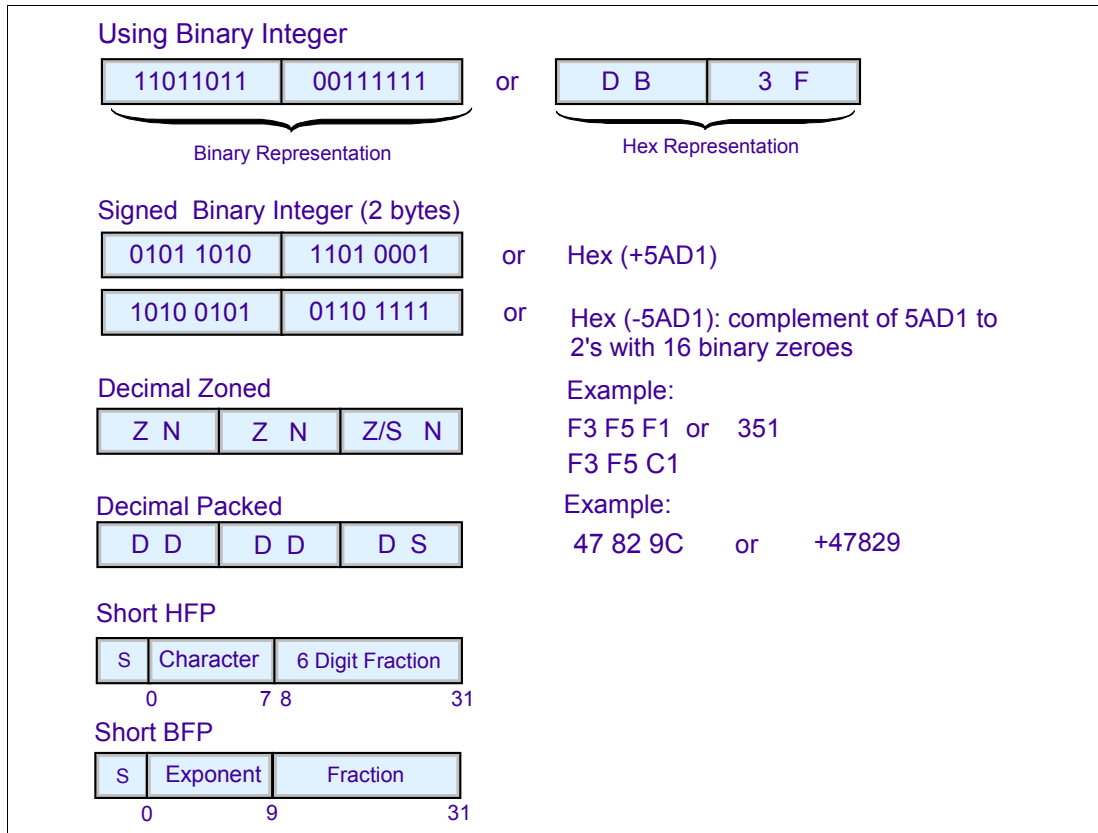 Using Binary Integer
11011011 00111111 or D B 3 F
Binary Representation Hex Representation
Signed Binary Integer (2 bytes)
0101 1010 1101 0001 or Hex (+5AD1)
1010 0101 0110 1111 or Hex (-5AD1): complement of 5AD1 to
2's with 16 binary zeroes
Decimal Zoned Example:
Z N Z N Z/S N F3 F5 F1 or 351
F3 F5 C1
Decimal Packed Example:
D D D D D S 47 82 9C or +47829
Short HFP
S Character 6 Digit Fraction
0 7 8 31
Short BFP
S Exponent Fraction
0 9 31